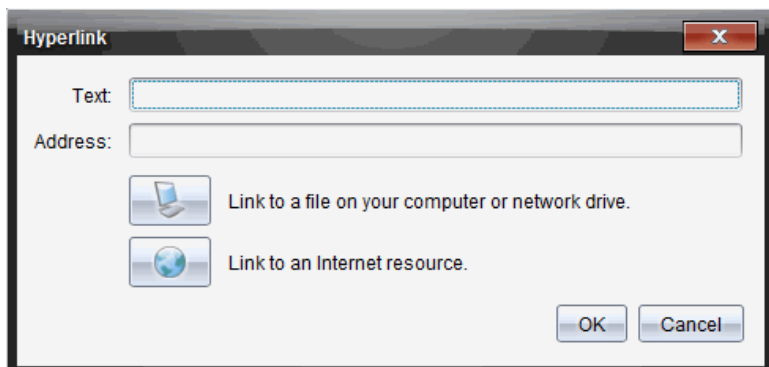 Hyperlink
Text:
Address:
Link to a file on your computer or network drive.
Link to an Internet resource.
OK Cancel